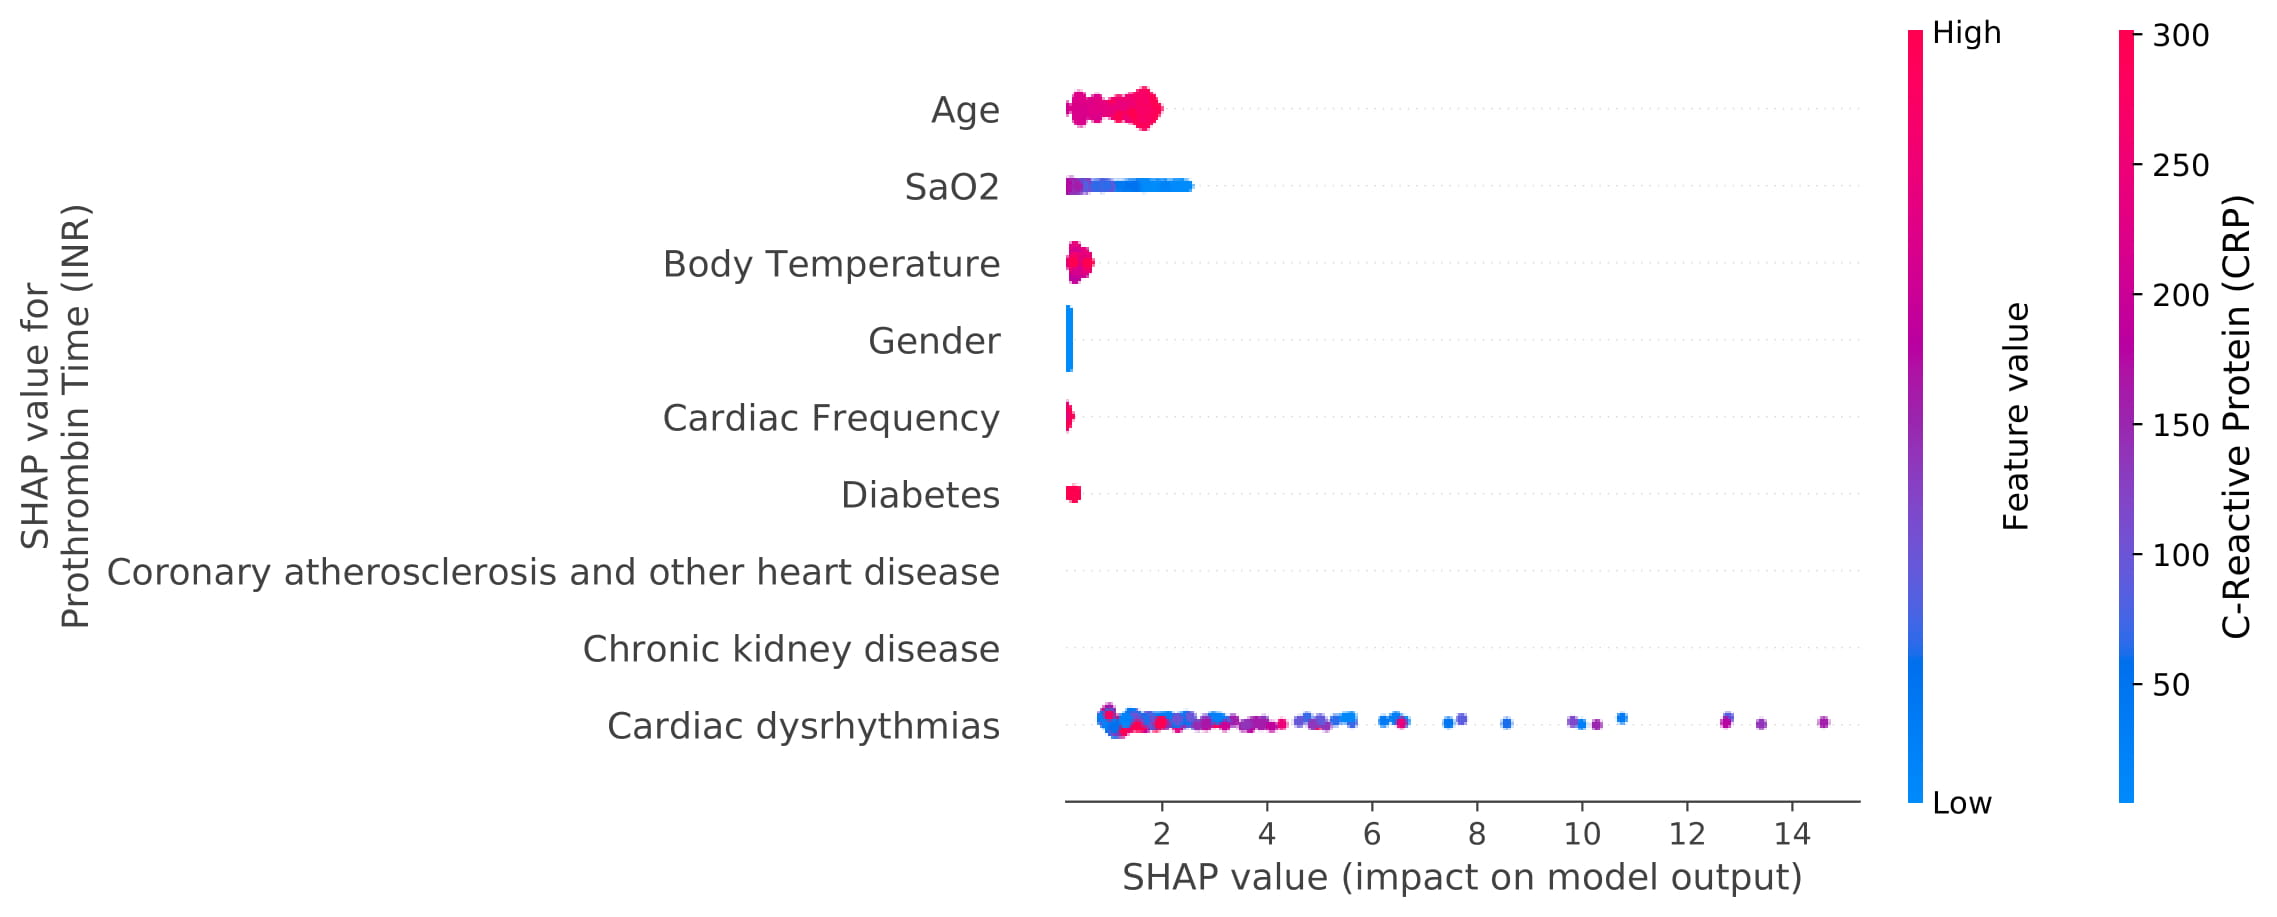 SHAP value for
Prothrombin Time (INR)
Age
SaO2
Body Temperature
Gender
Cardiac Frequency
Diabetes
Coronary atherosclerosis and other heart disease
Chronic kidney disease
Cardiac dysrhythmias
2 4 6 8 10 12 14
SHAP value (impact on model output)
High
Low
Feature value
300
250
200
150
100
50
C-Reactive Protein (CRP)